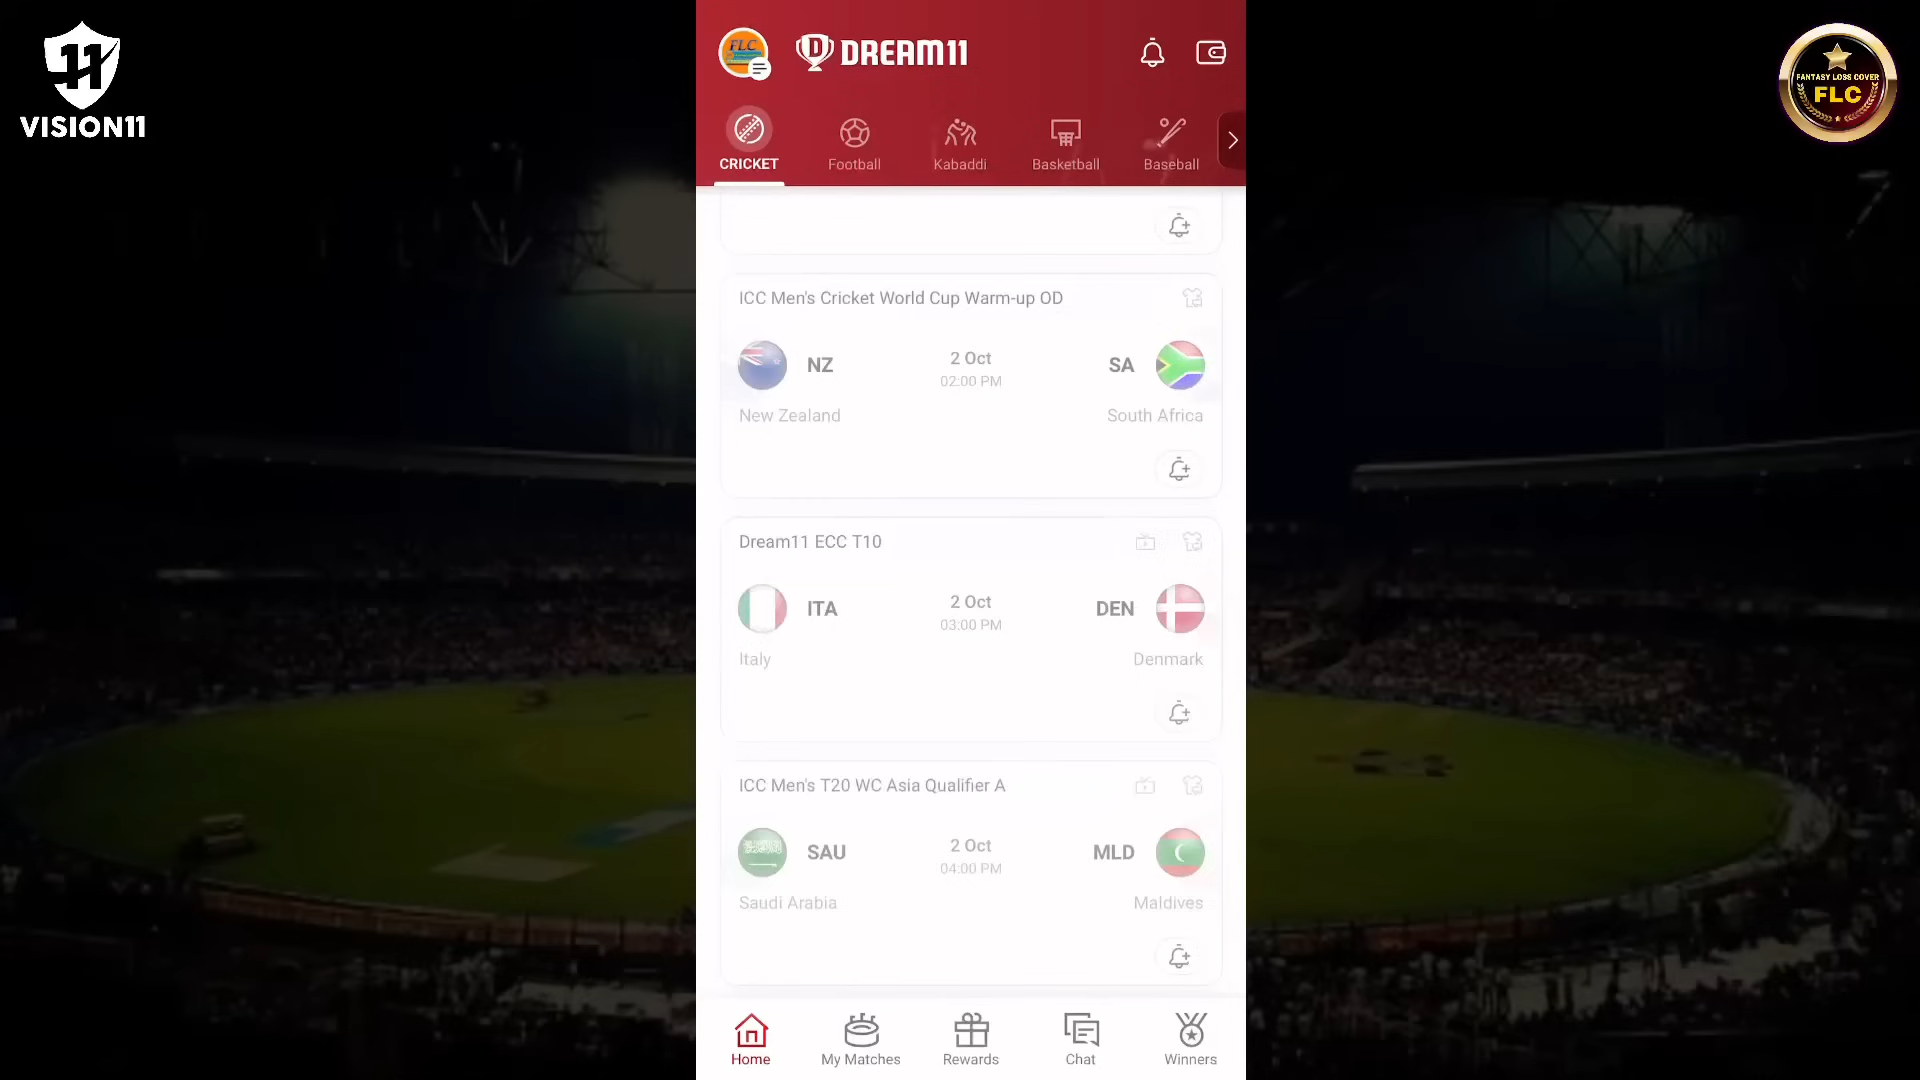 VISION11
FLC
DREAM11
FANTASY LOSS COVER
FLC
CRICKET
Football
Kabaddi
Basketball
Baseball
ICC Men's Cricket World Cup Warm-up OD
NZ
2 Oct
SA
02:00 PM
New Zealand
South Africa
Dream11 ECC T10
ITA
2 Oct
DEN
03:00 PM
Italy
Denmark
ICC Men's T20 WC Asia Qualifier A
SAU
2 Oct
MLD
04:00 PM
Saudi Arabia
Maldives
Home
My Matches
Rewards
Chat
Winners